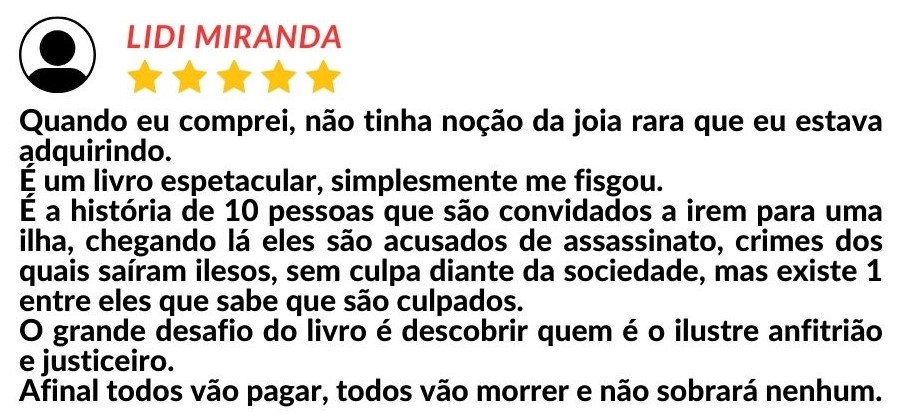 LIDI MIRANDA
Quando eu comprei, não tinha noção da joia rara que eu estava
adquirindo.
É um livro espetacular, simplesmente me fisgou.
É a história de 10 pessoas que são convidados a irem para uma
ilha, chegando lá eles são acusados de assassinato, crimes dos
quais saíram ilesos, sem culpa diante da sociedade, mas existe 1
entre eles que sabe que são culpados.
O grande desafio do livro é descobrir quem é o ilustre anfitrião
e justiceiro.
Afinal todos vão pagar, todos vão morrer e não sobrará nenhum.